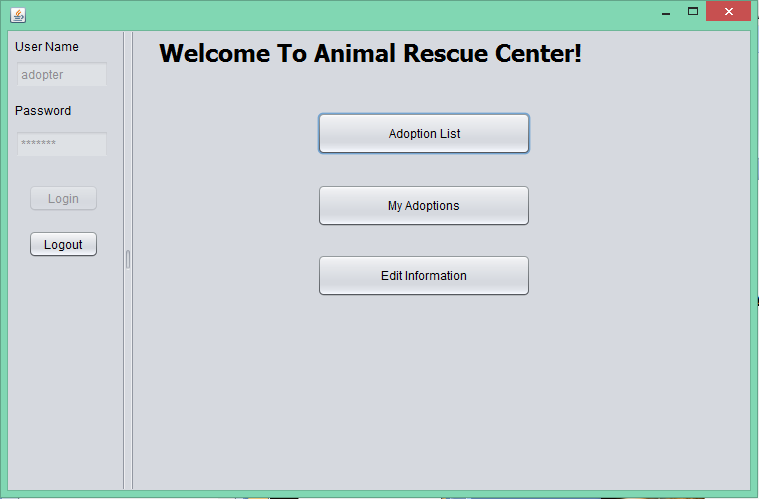 User Name
adopter
Password
*******
Login
Logout
Welcome To Animal Rescue Center!
Adoption List
My Adoptions
Edit Information